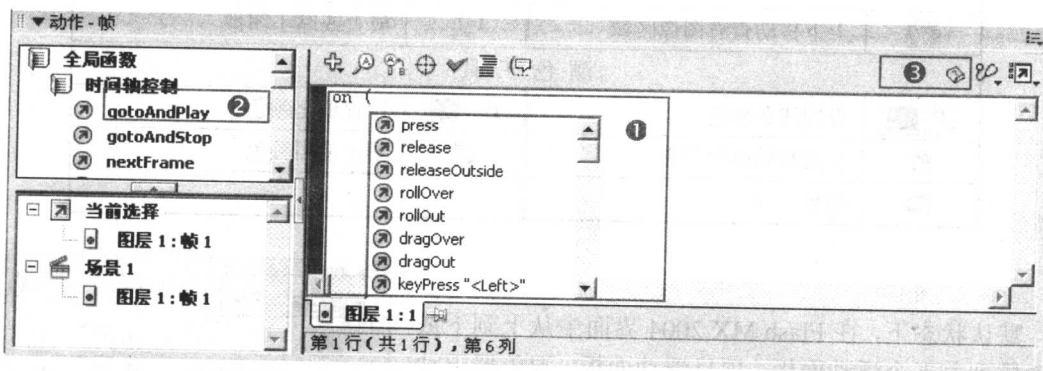 动作 - 帧
全局函数
时间轴控制
gotoAndPlay ❷
gotoAndStop
nextFrame
当前选择
图层 1 : 帧 1
场景 1
图层 1 : 帧 1
❸
on (
❶
press
release
releaseOutside
rollOver
rollOut
dragOver
dragOut
keyPress "<Left>"
图层 1 : 1
第1行(共1行), 第6列